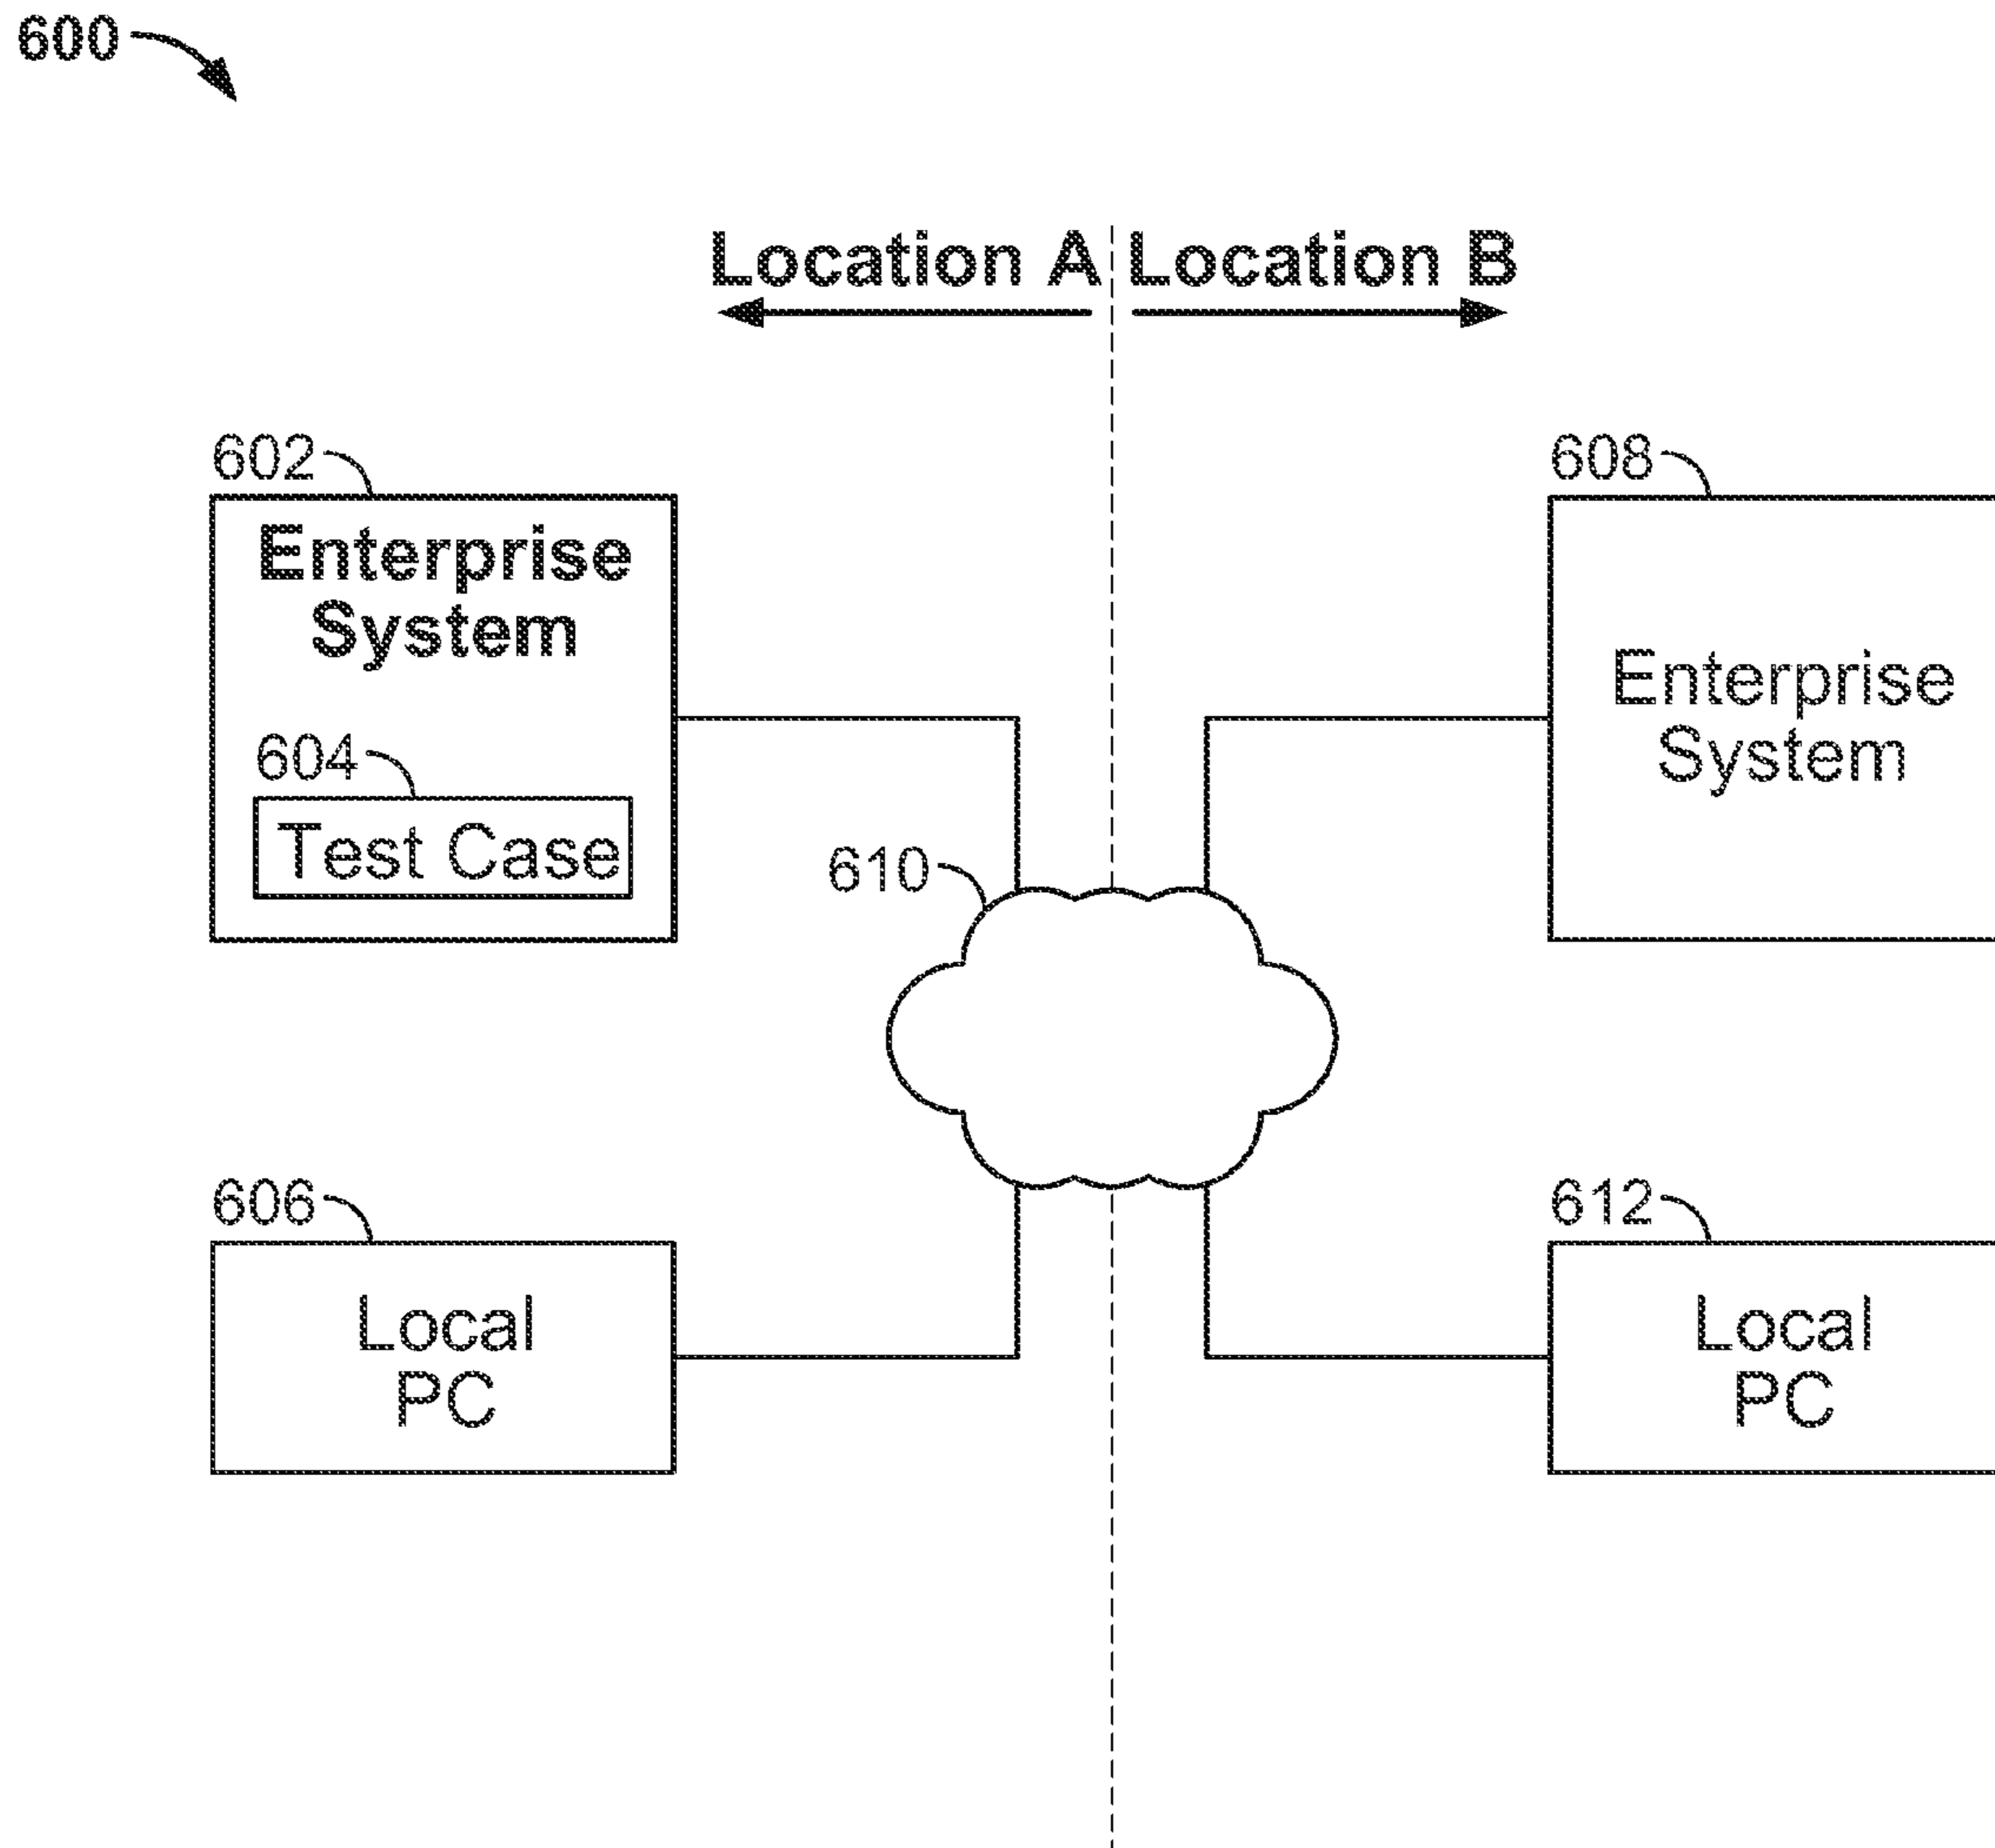 600
Location A Location B
602
608
Enterprise
System
Enterprise
System
604
Test Case
610
606
612
Local
PC
Local
PC